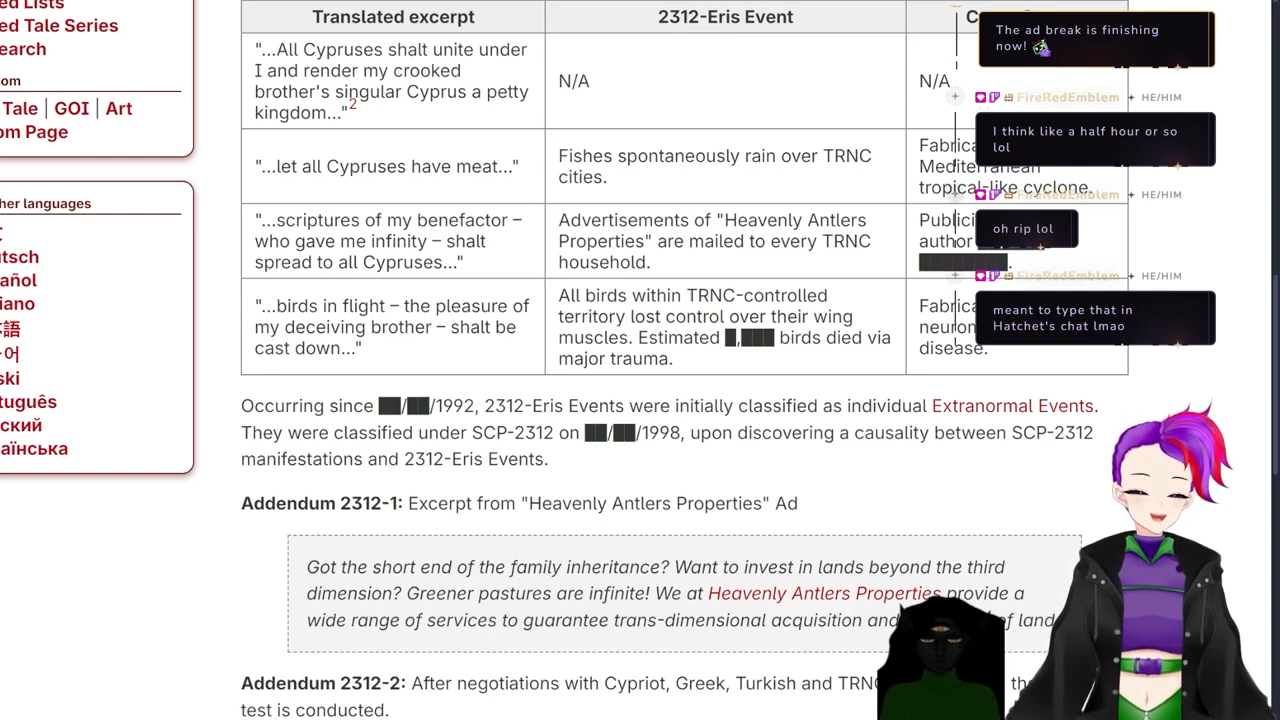 ed Lists
ed Tale Series
earch
om
Tale | GOI | Art
om Page
her languages
utsch
español
iano
本語
어
ski
tuguês
ский
аїнська
Translated excerpt
2312-Eris Event
"...All Cypruses shalt unite under
I and render my crooked
brother's singular Cyprus a petty
kingdom..."2
N/A
N/A
"...let all Cypruses have meat..."
Fishes spontaneously rain over TRNC
cities.
Fabrica
Mediterranean
tropical-like cyclone.
"...scriptures of my benefactor –
who gave me infinity – shalt
spread to all Cypruses..."
Advertisements of "Heavenly Antlers
Properties" are mailed to every TRNC
household.
Publici
author
████████.
"...birds in flight – the pleasure of
my deceiving brother – shalt be
cast down..."
All birds within TRNC-controlled
territory lost control over their wing
muscles. Estimated █,███ birds died via
major trauma.
Fabrica
neurom
disease.
Occurring since ██/██/1992, 2312-Eris Events were initially classified as individual Extranormal Events.
They were classified under SCP-2312 on ██/██/1998, upon discovering a causality between SCP-2312
manifestations and 2312-Eris Events.
Addendum 2312-1: Excerpt from "Heavenly Antlers Properties" Ad
Got the short end of the family inheritance? Want to invest in lands beyond the third
dimension? Greener pastures are infinite! We at Heavenly Antlers Properties provide a
wide range of services to guarantee trans-dimensional acquisition and of land
Addendum 2312-2: After negotiations with Cypriot, Greek, Turkish and TRNC the
test is conducted.
The ad break is finishing
now!
FireRedEmblem HE/HIM
I think like a half hour or so
lol
FireRedEmblem HE/HIM
oh rip lol
FireRedEmblem HE/HIM
meant to type that in
Hatchet's chat lmao